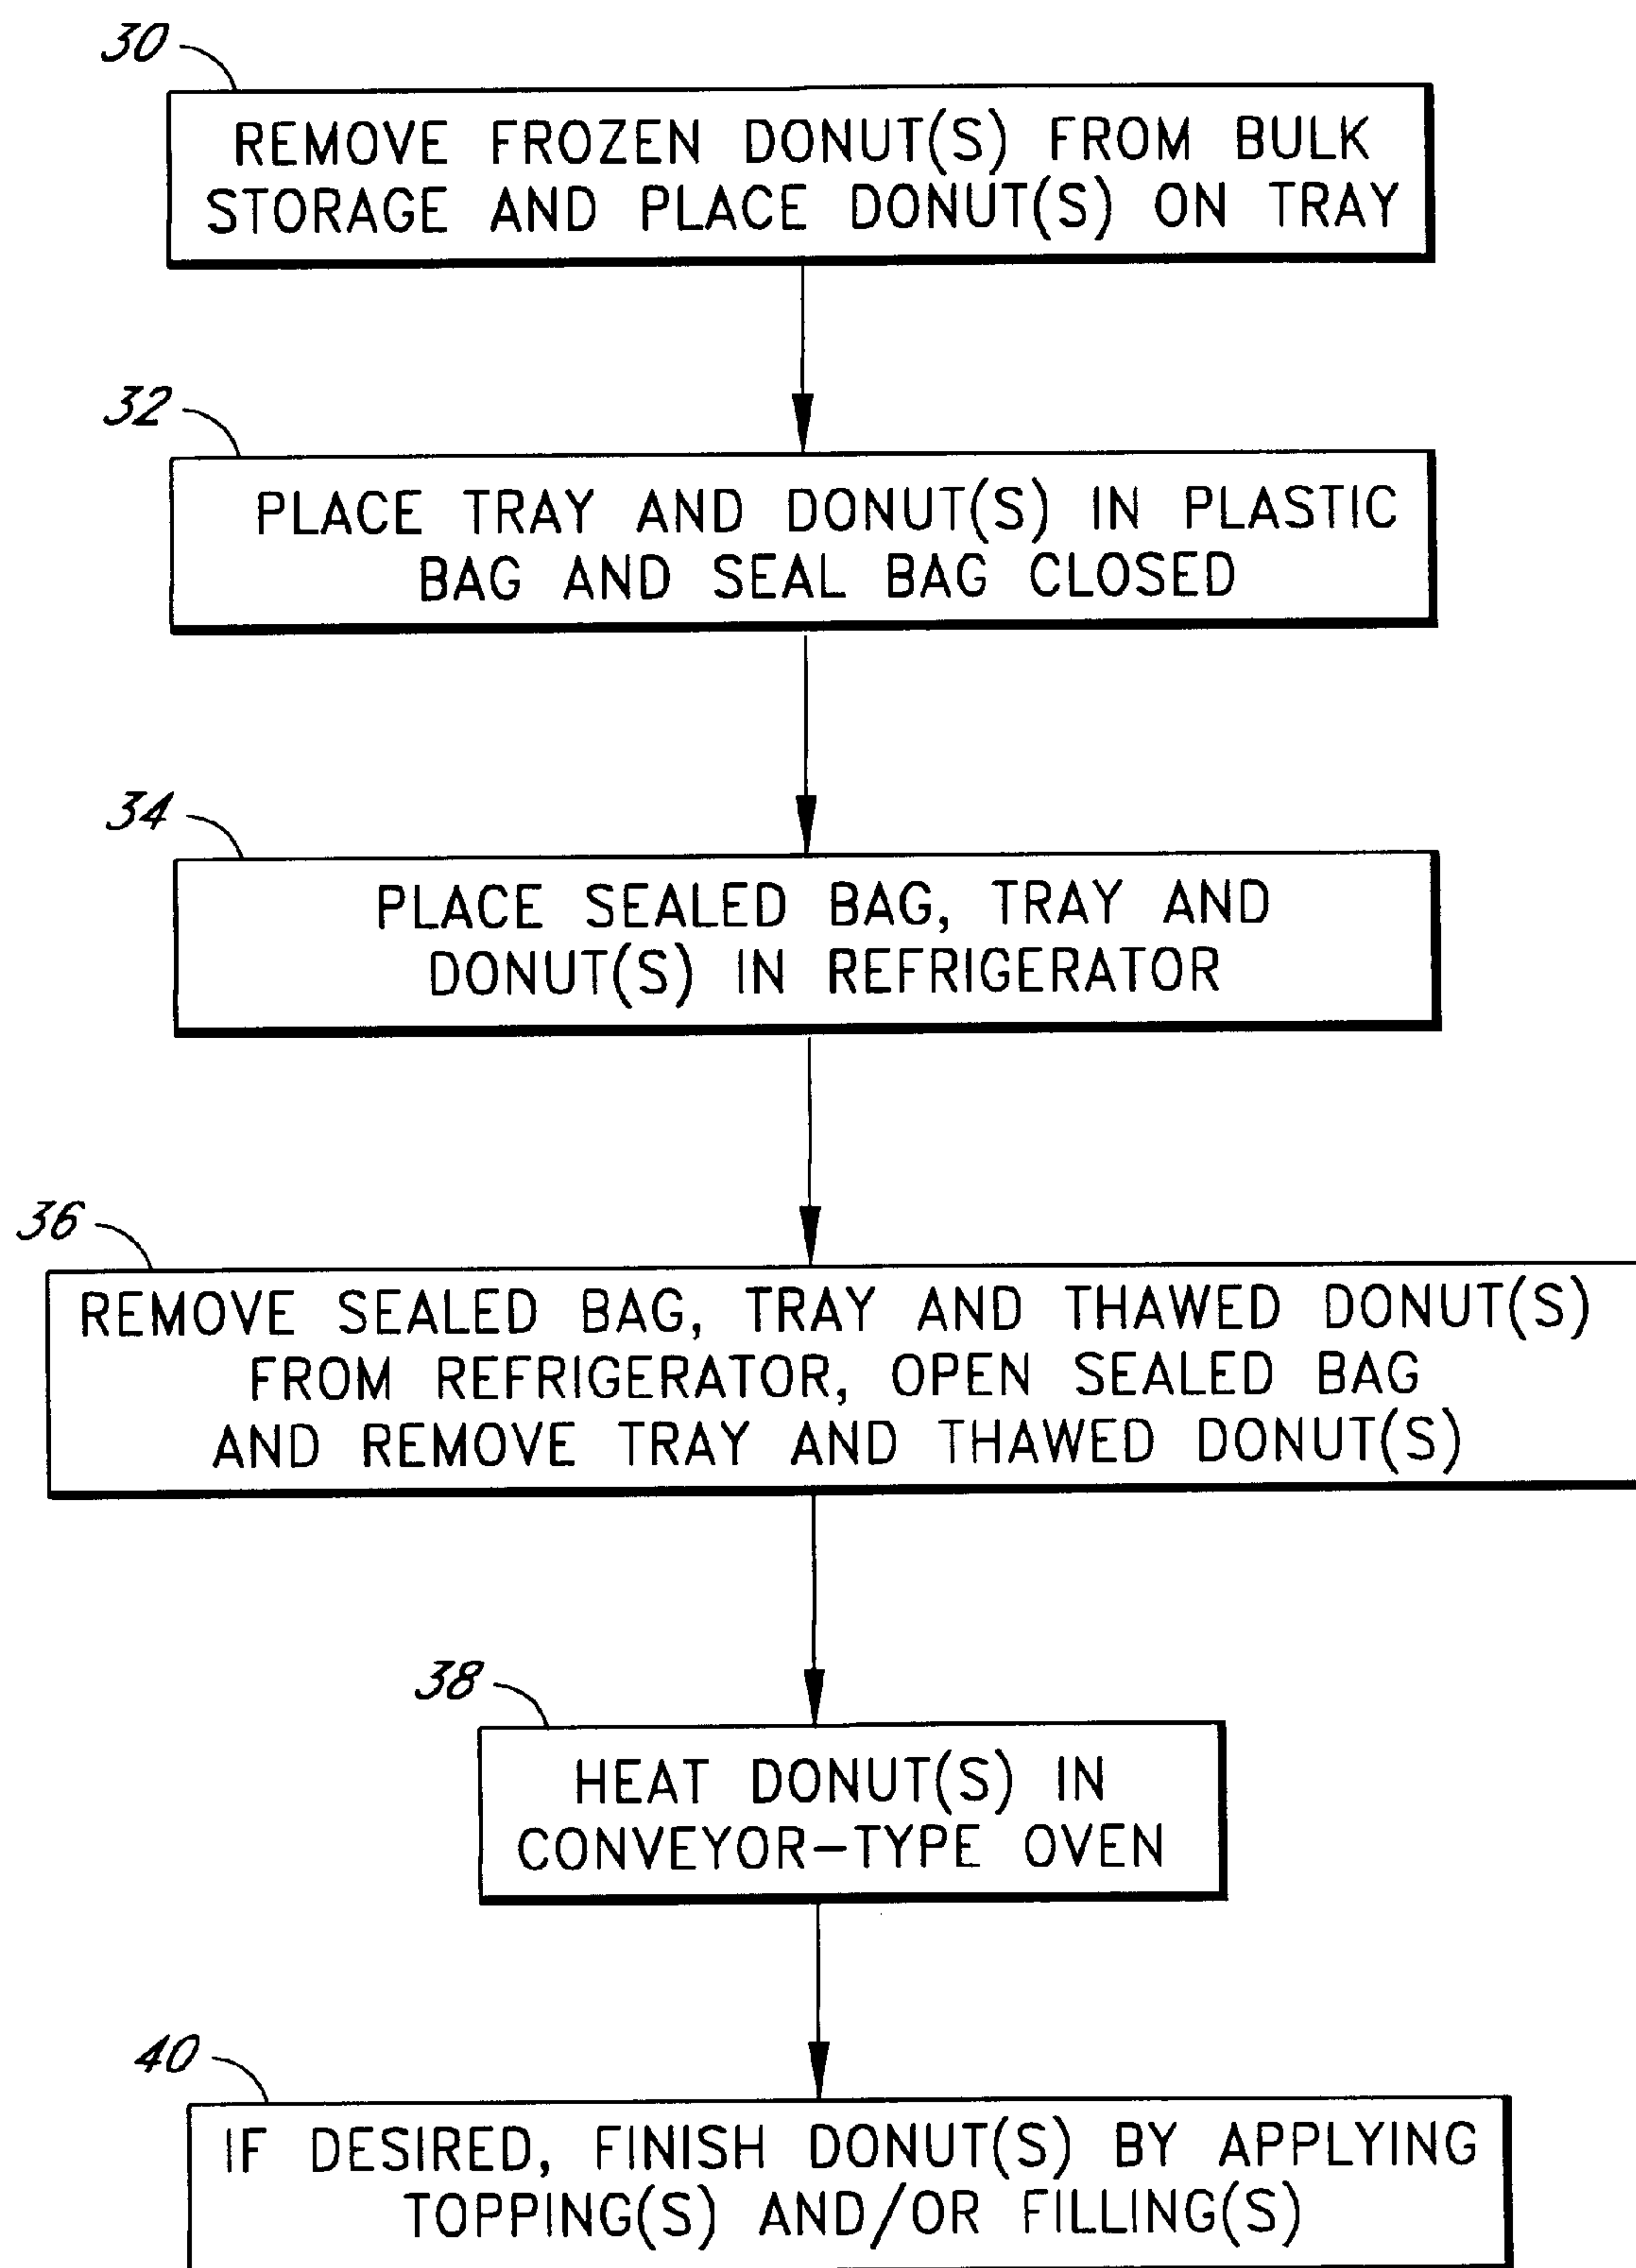 30
REMOVE FROZEN DONUT(S) FROM BULK
STORAGE AND PLACE DONUT(S) ON TRAY
32
PLACE TRAY AND DONUT(S) IN PLASTIC
BAG AND SEAL BAG CLOSED
34
PLACE SEALED BAG, TRAY AND
DONUT(S) IN REFRIGERATOR
36
REMOVE SEALED BAG, TRAY AND THAWED DONUT(S)
FROM REFRIGERATOR, OPEN SEALED BAG
AND REMOVE TRAY AND THAWED DONUT(S)
38
HEAT DONUT(S) IN
CONVEYOR-TYPE OVEN
40
IF DESIRED, FINISH DONUT(S) BY APPLYING
TOPPING(S) AND/OR FILLING(S)